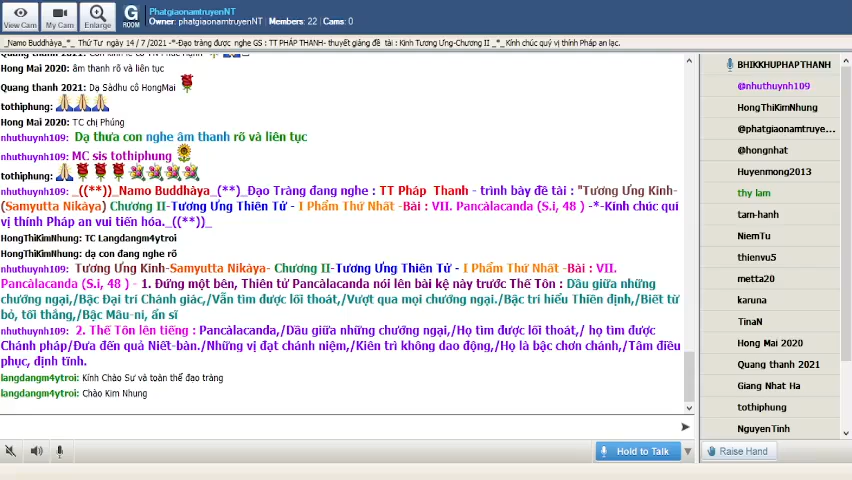 View Cam
My Cam
Enlarge
G
ROOM
PhatgiaonamtruyenNT
Owner: phatgiaonamtruyenNT | Members: 22 | Cams: 0
_Namo Buddhàya_*_ Thứ Tư ngày 14 / 7 /2021 -*-Đạo tràng được nghe GS : TT PHÁP THANH- thuyết giảng đề tài : Kinh Tương Ưng-Chương II _*_Kính chúc quý vị thính Pháp an lạc.
Hong Mai 2020: âm thanh rõ và liên tục
Quang thanh 2021: Dạ Sàdhu cô HongMai
tothiphung:
Hong Mai 2020: TC chị Phúng
nhuthuynh109: Dạ thưa con nghe âm thanh rõ và liên tục
nhuthuynh109: MC sis tothiphung
tothiphung:
nhuthuynh109: _((**))_Namo Buddhàya_(**)_Đạo Tràng đang nghe : TT Pháp Thanh - trình bày đề tài : "Tương Ưng Kinh-
(Samyutta Nikàya) Chương II-Tương Ưng Thiên Tử - I Phẩm Thứ Nhất -Bài : VII. Pancàlacanda (S.i, 48 ) -*-Kính chúc quí
vị thính Pháp an vui tiến hóa._((**))_
HongThiKimNhung: TC Langdangm4ytroi
HongThiKimNhung: dạ con đang nghe rõ
nhuthuynh109: Tương Ưng Kinh-Samyutta Nikàya- Chương II-Tương Ưng Thiên Tử - I Phẩm Thứ Nhất -Bài : VII.
Pancàlacanda (S.i, 48 ) - 1. Đứng một bên, Thiên tử Pancàlacanda nói lên bài kệ này trước Thế Tôn : Dầu giữa những
chướng ngại,/Bậc Đại trí Chánh giác,/Vẫn tìm được lối thoát,/Vượt qua mọi chướng ngại./Bậc tri hiểu Thiền định,/Biết từ
bỏ, tối thắng,/Bậc Mâu-ni, ẩn sĩ
nhuthuynh109: 2. Thế Tôn lên tiếng : Pancàlacanda,/Dầu giữa những chướng ngại,/Họ tìm được lối thoát,/ họ tìm được
Chánh pháp/Đưa đến quả Niết-bàn./Những vị đạt chánh niệm,/Kiên trì không dao động,/Họ là bậc chơn chánh,/Tâm điều
phục, định tĩnh.
langdangm4ytroi: Kính Chào Sư và toàn thể đạo tràng
langdangm4ytroi: Chào Kim Nhung
Hold to Talk
BHIKKHUPHAPTHANH
@nhuthuynh109
HongThiKimNhung
@phatgiaonamtruye...
@hongnhat
Huyenmong2013
thy lam
tam-hanh
NiemTu
thienvu5
metta20
karuna
TinaN
Hong Mai 2020
Quang thanh 2021
Giang Nhat Ha
tothiphung
NguyenTinh
Raise Hand